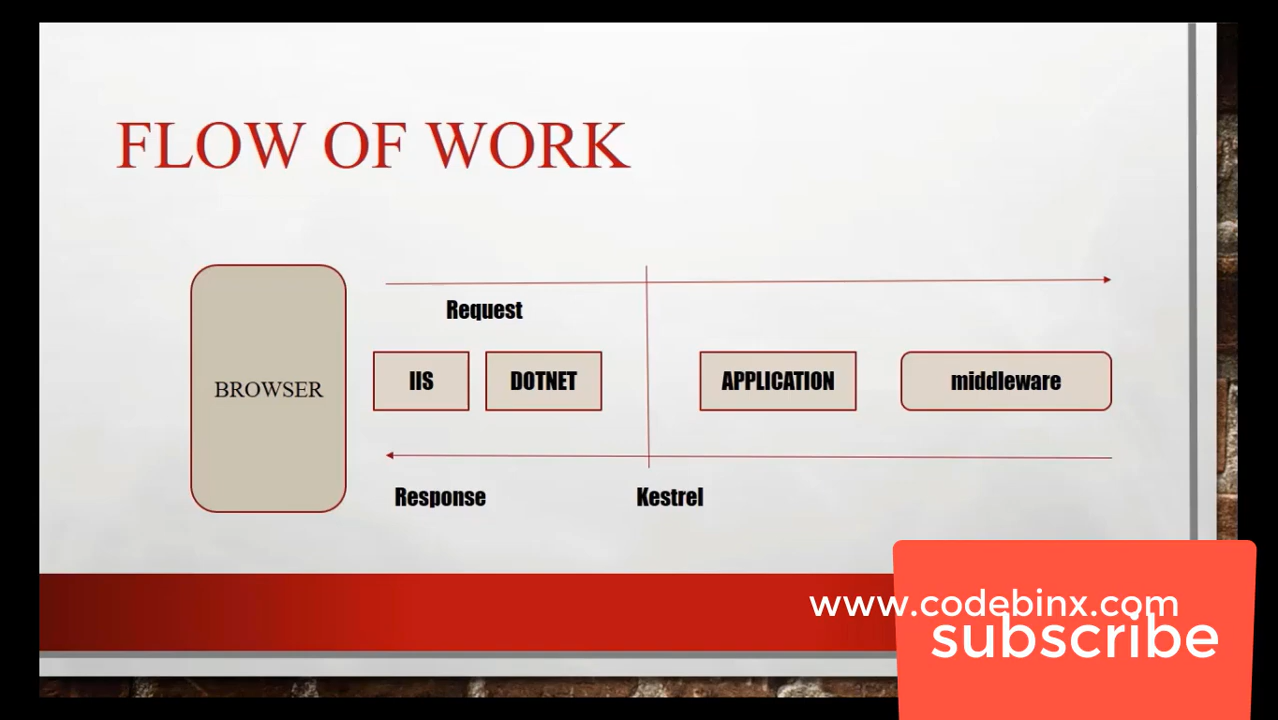 FLOW OF WORK
Request
BROWSER
IIS
DOTNET
APPLICATION
middleware
Response
Kestrel
www.codebinx.com
subscribe